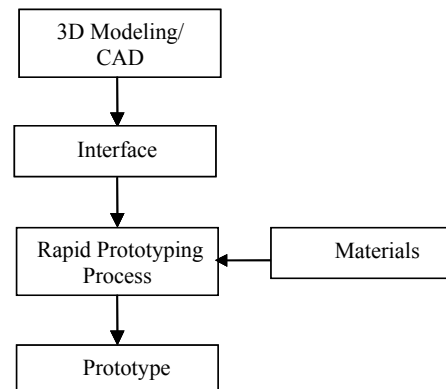 3D Modeling/
CAD
Interface
Rapid Prototyping
Process
Materials
Prototype